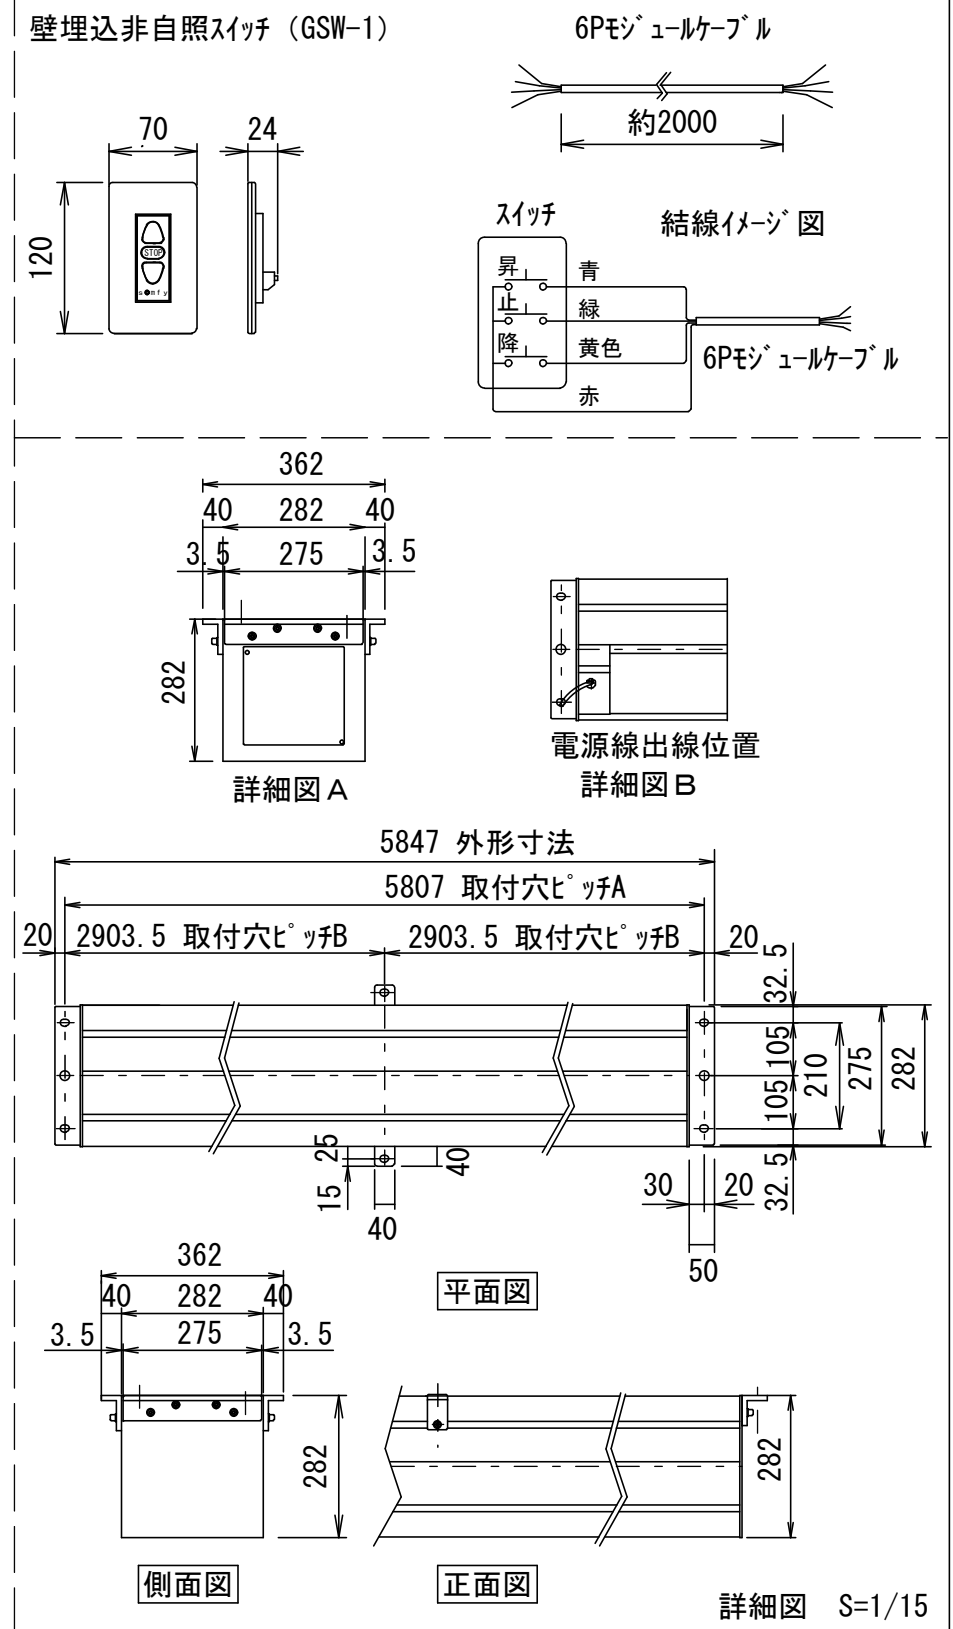 壁埋込非自照ｽｲｯﾁ (GSW-1)
6Pﾓｼﾞｭｰﾙｹｰﾌﾞﾙ
約2000
70
24
120
STOP
somfy
ｽｲｯﾁ
結線ｲﾒｰｼﾞ図
昇
青
止
緑
降
黄色
6Pﾓｼﾞｭｰﾙｹｰﾌﾞﾙ
赤
362
40 282 40
3.5 275 3.5
282
詳細図A
電源線出線位置
詳細図B
5847 外形寸法
5807 取付穴ﾋﾟｯﾁA
20 2903.5 取付穴ﾋﾟｯﾁB 2903.5 取付穴ﾋﾟｯﾁB 20
32.5
105
105
32.5
210
275
282
25
15
40
40
30 20
50
平面図
362
40 282 40
3.5 275 3.5
282
282
側面図
正面図
詳細図 S=1/15